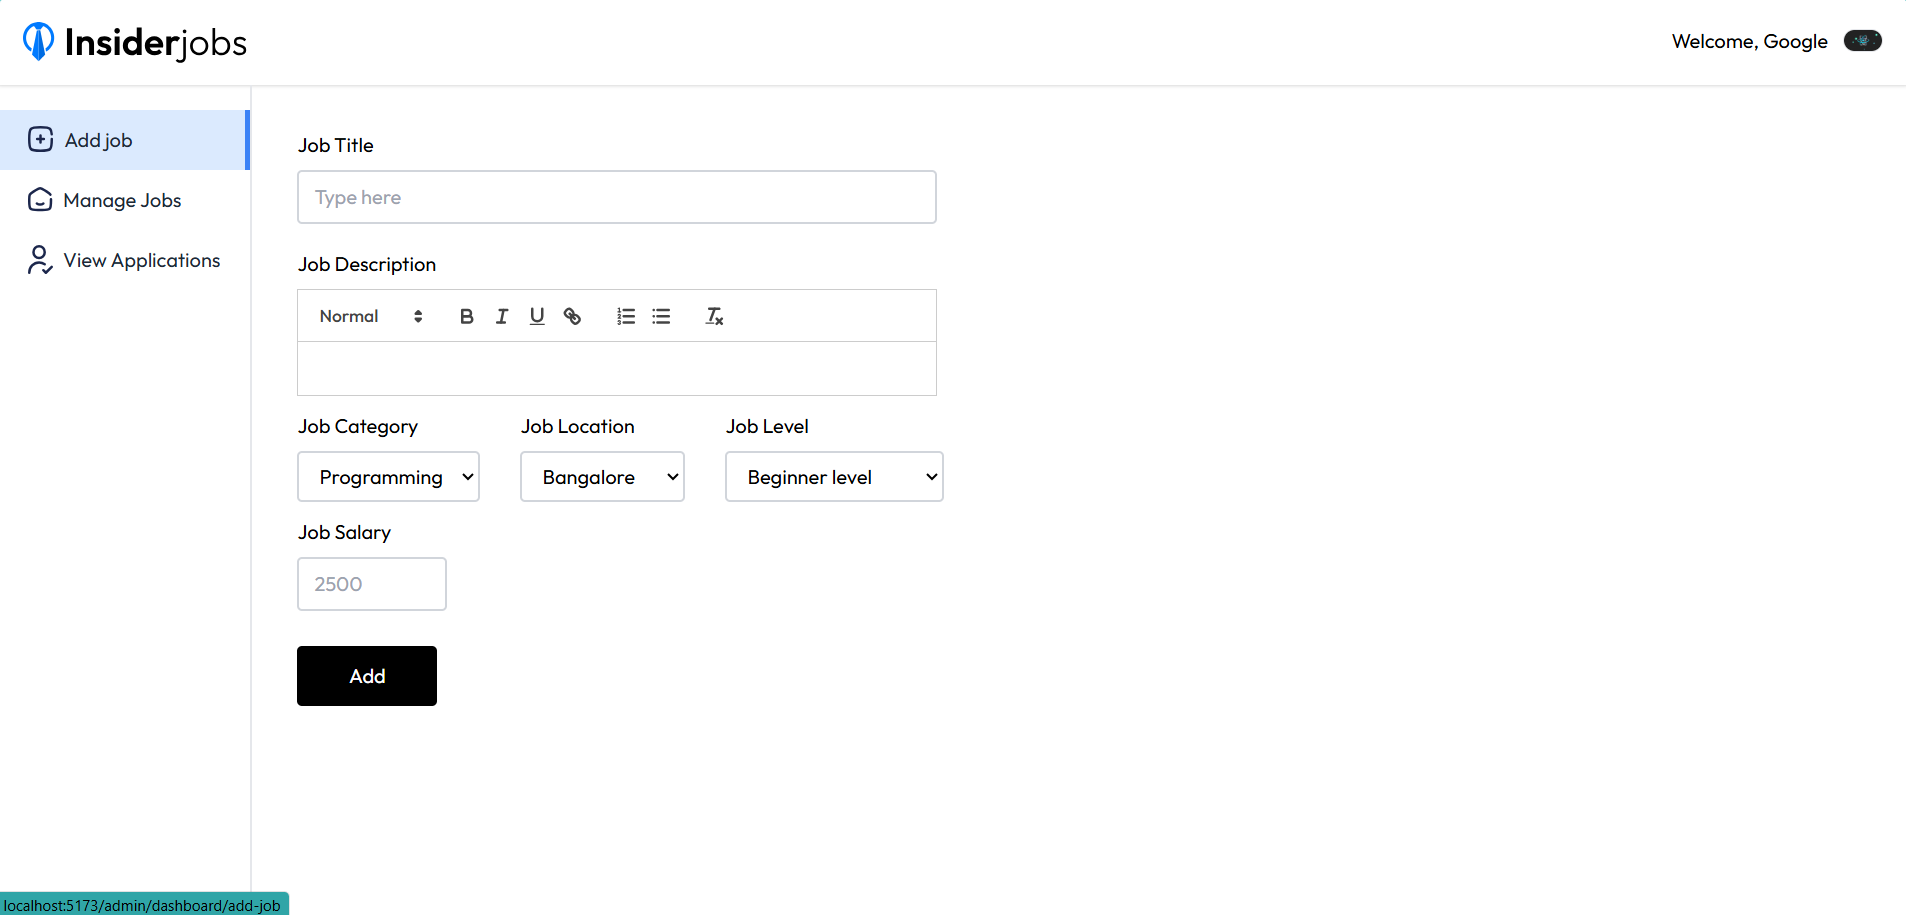 Insiderjobs
Welcome, Google
Add job
Manage Jobs
View Applications
Job Title
Type here
Job Description
Normal
Job Category
Job Location
Job Level
Programming
Bangalore
Beginner level
Job Salary
2500
Add
localhost:5173/admin/dashboard/add-job